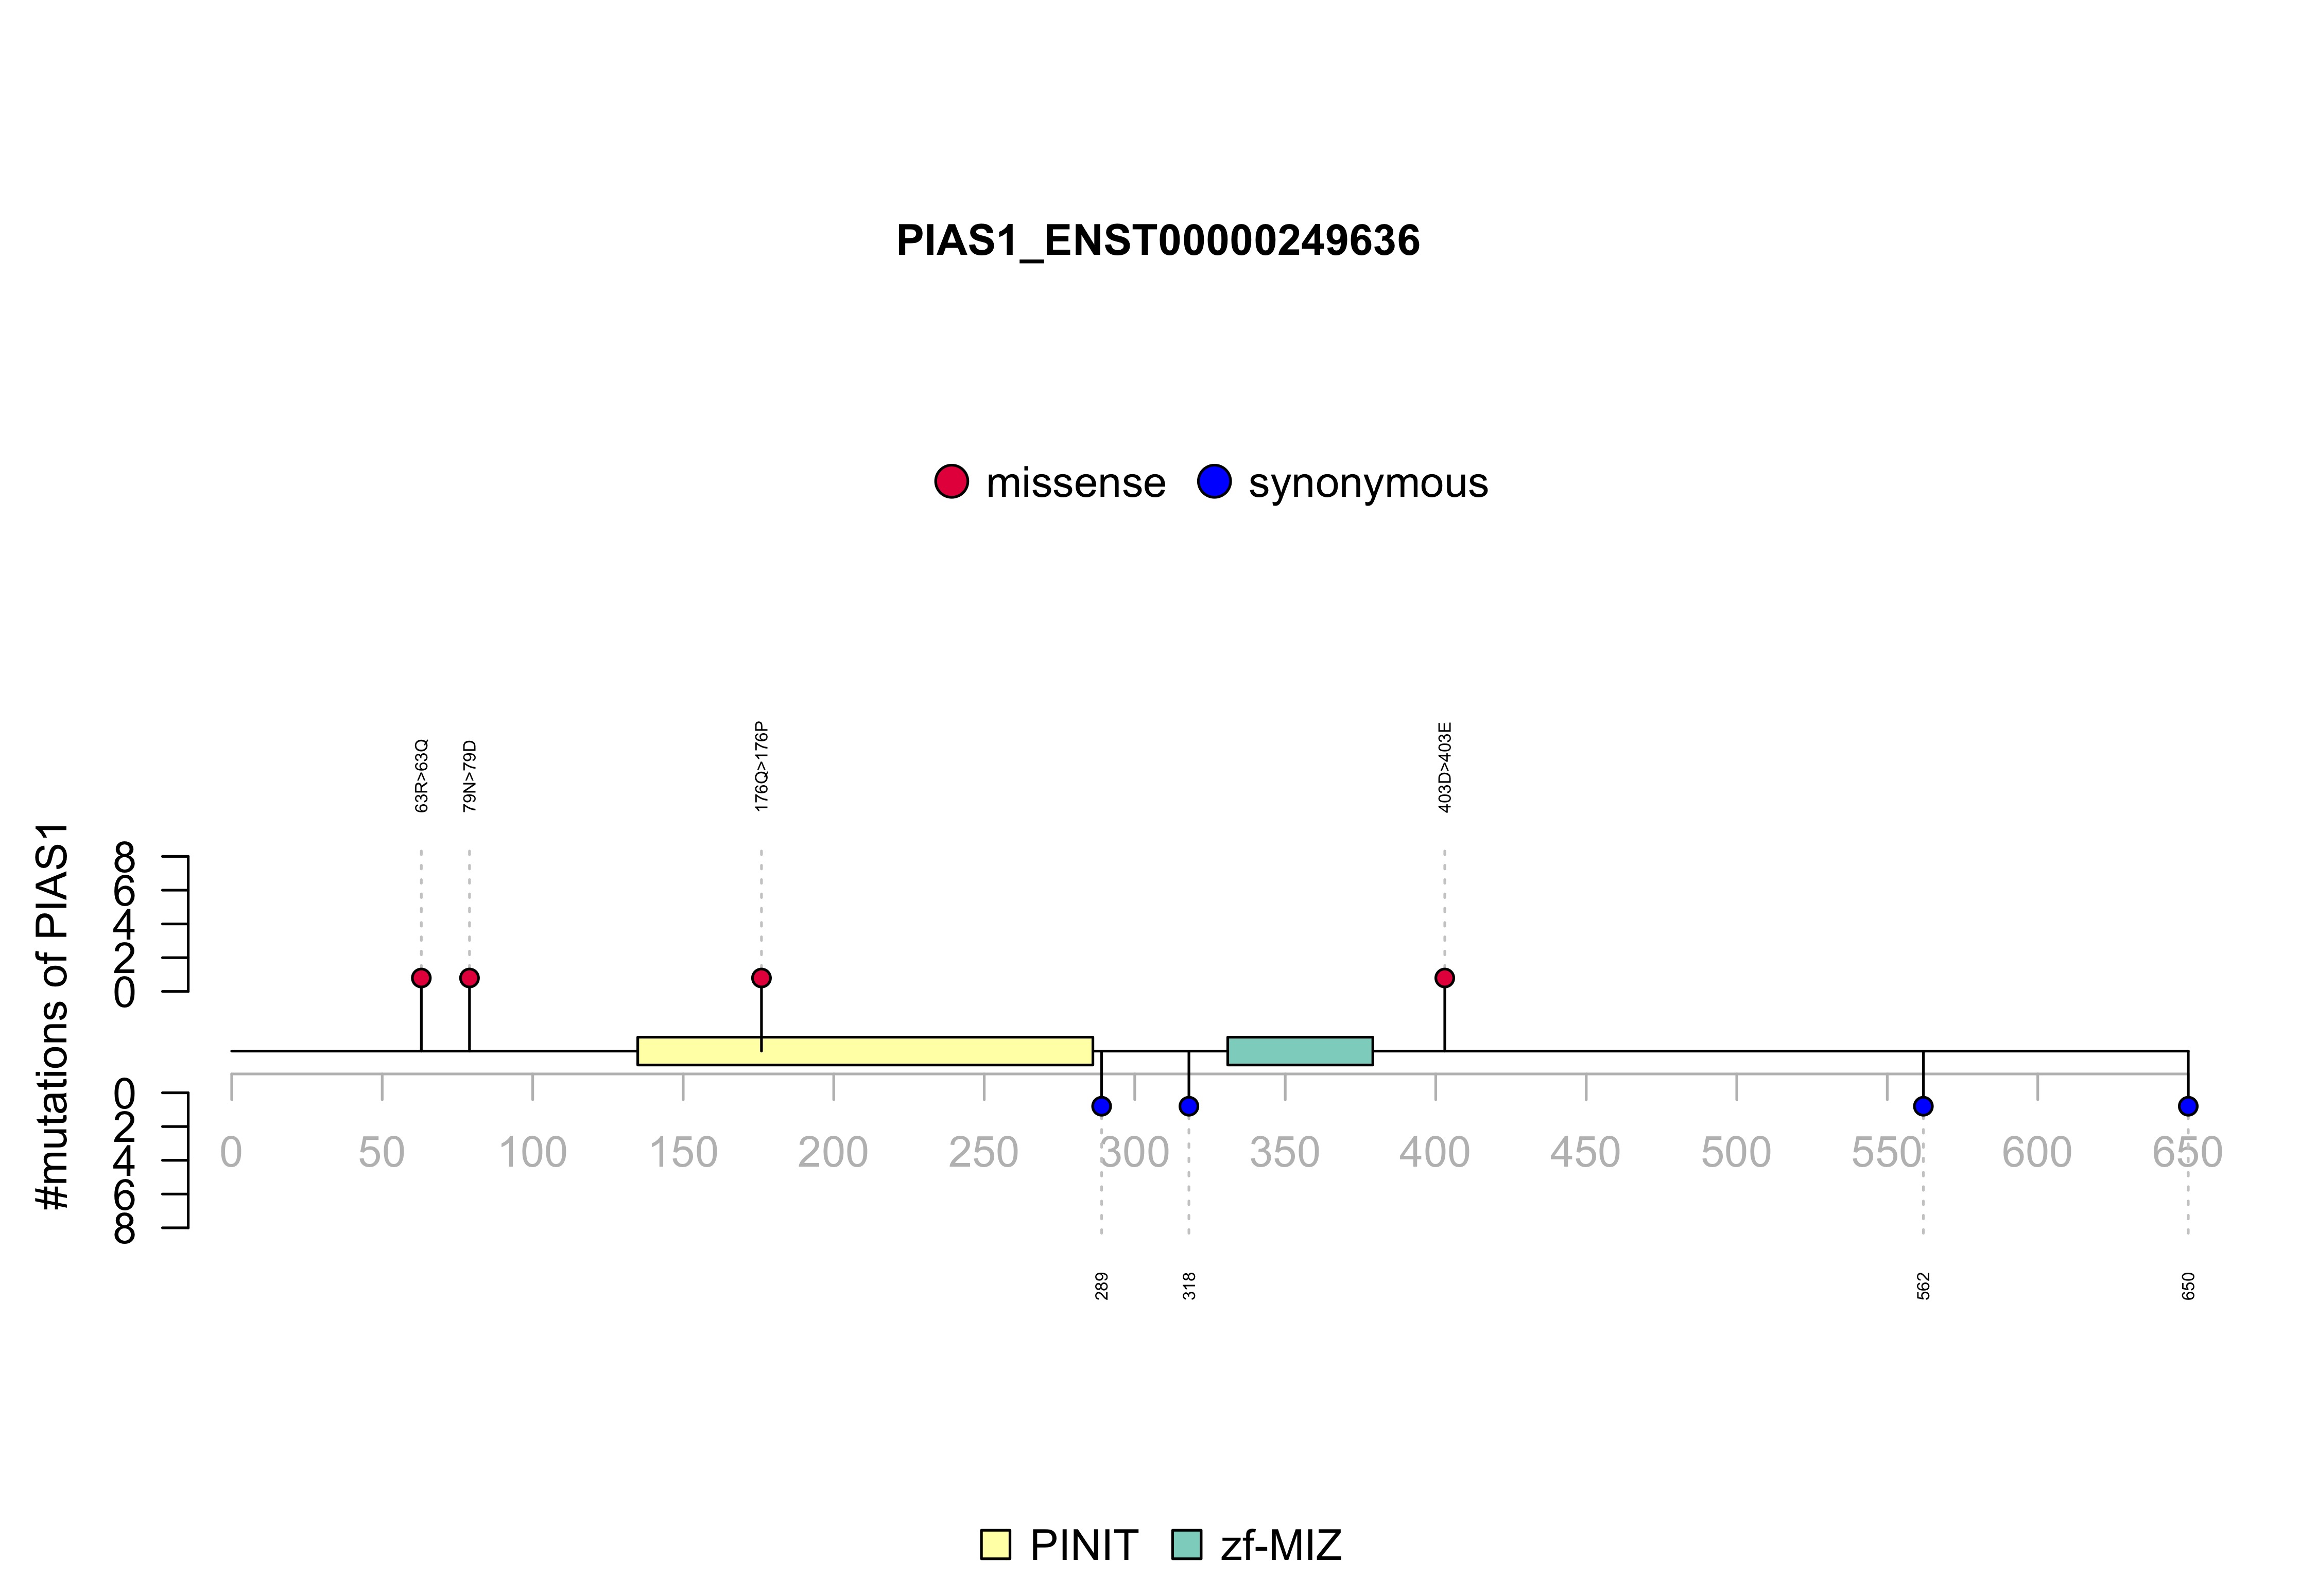 PIAS1_ENST00000249636
missense synonymous
63R>63Q 79N>79D 176Q>176P 403D>403E
#mutations of PIAS1
8
6
4
2
0
0
2
4
6
8
0 50 100 150 200 250 300 350 400 450 500 550 600 650
289 318 562 650
PINIT zf-MIZ